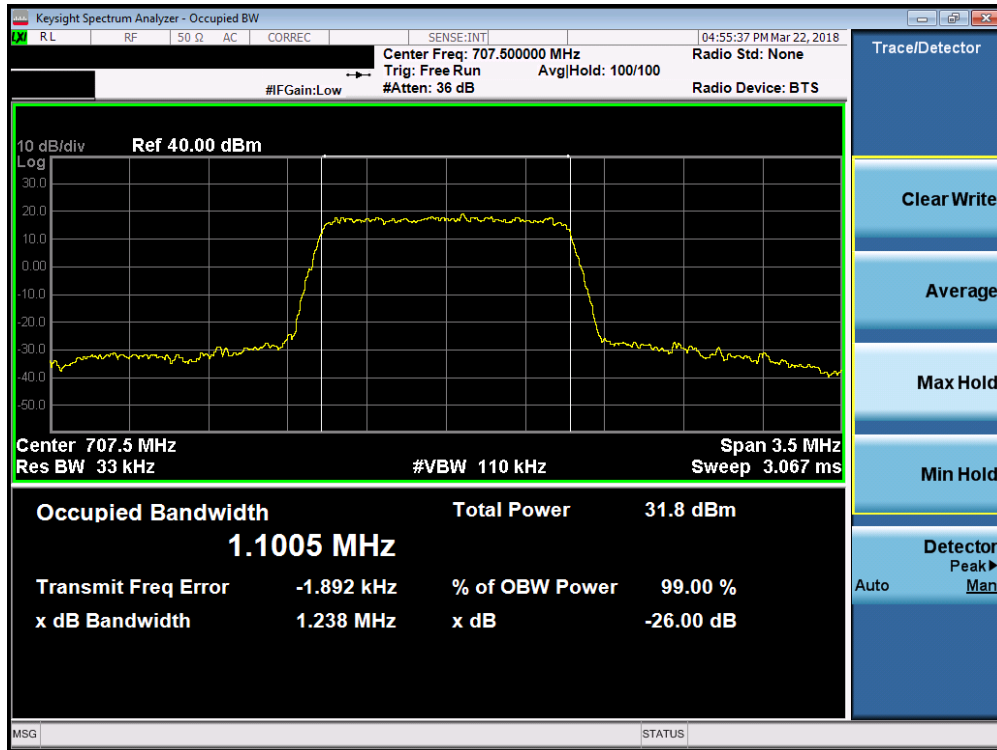 Keysight Spectrum Analyzer - Occupied BW
LXI RL RF 50 Ω AC CORREC SENSE:INT 04:55:37 PM Mar 22, 2018
Center Freq: 707.500000 MHz Radio Std: None
Trig: Free Run Avg|Hold: 100/100
#IFGain:Low #Atten: 36 dB Radio Device: BTS
10 dB/div Ref 40.00 dBm
Log
30.0
20.0
10.0
0.00
-10.0
-20.0
-30.0
-40.0
-50.0
Center 707.5 MHz Span 3.5 MHz
Res BW 33 kHz #VBW 110 kHz Sweep 3.067 ms
Occupied Bandwidth Total Power 31.8 dBm
1.1005 MHz
Transmit Freq Error -1.892 kHz % of OBW Power 99.00 %
x dB Bandwidth 1.238 MHz x dB -26.00 dB
Trace/Detector
Clear Write
Average
Max Hold
Min Hold
Detector
Peak▶
Auto Man
MSG STATUS